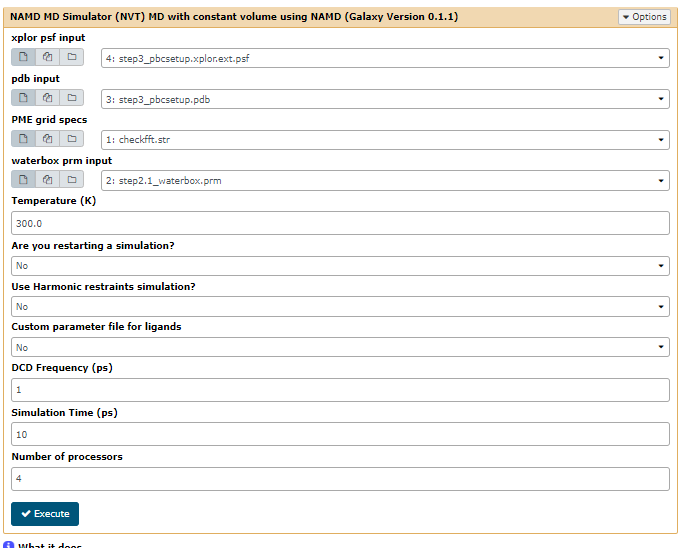 NAMD MD Simulator (NVT) MD with constant volume using NAMD (Galaxy Version 0.1.1)
Options
xplor psf input
4: step3_pbcsetup.xplor.ext.psf
pdb input
3: step3_pbcsetup.pdb
PME grid specs
1: checkfft.str
waterbox prm input
2: step2.1_waterbox.prm
Temperature (K)
300.0
Are you restarting a simulation?
No
Use Harmonic restraints simulation?
No
Custom parameter file for ligands
No
DCD Frequency (ps)
1
Simulation Time (ps)
10
Number of processors
4
Execute
What it does